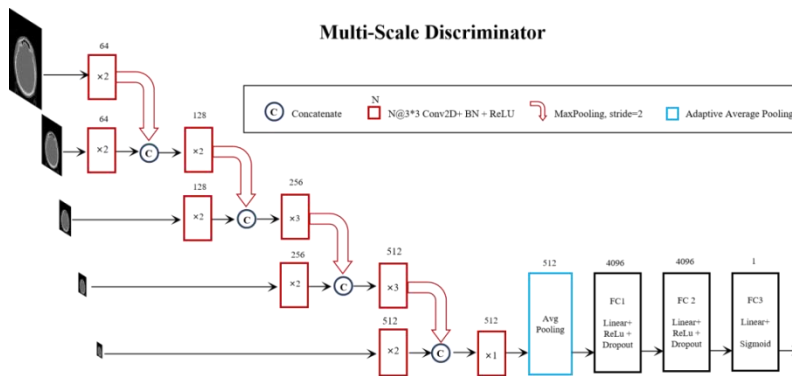 Multi-Scale Discriminator
64
×2
N
C
Concatenate
N@3*3 Conv2D+ BN + ReLU
MaxPooling, stride=2
Adaptive Average Pooling
64
×2
C
128
×2
128
×2
C
256
×3
256
×2
C
512
×3
512
×2
C
512
×1
512
Avg
Pooling
4096
FC1
Linear+
ReLu +
Dropout
4096
FC 2
Linear+
ReLu +
Dropout
1
FC3
Linear+
Sigmoid